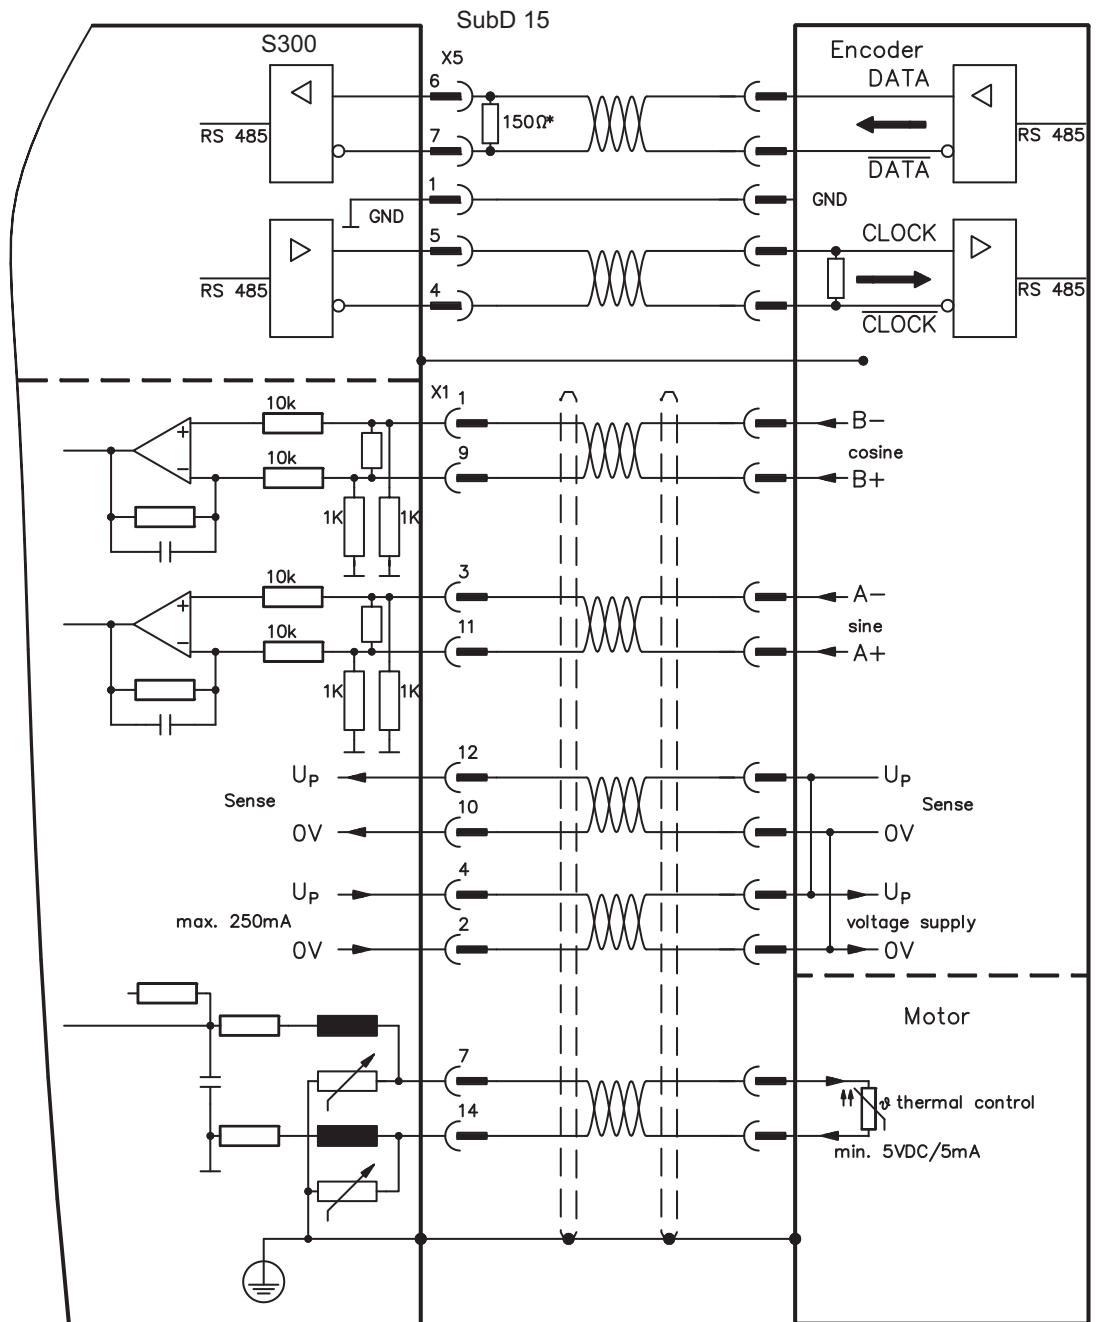 SubD 15
S300
X5
Encoder
6
DATA
RS 485
150Ω*
7
RS 485
DATA
1
GND
GND
5
CLOCK
RS 485
4
RS 485
CLOCK
X1
1
10k
B-
cosine
10k
9
B+
1K
1K
10k
3
A-
sine
10k
11
A+
1K
1K
12
UP
UP
Sense
Sense
10
0V
0V
4
UP
UP
max. 250mA
voltage supply
2
0V
0V
Motor
7
ϑ thermal control
14
min. 5VDC/5mA